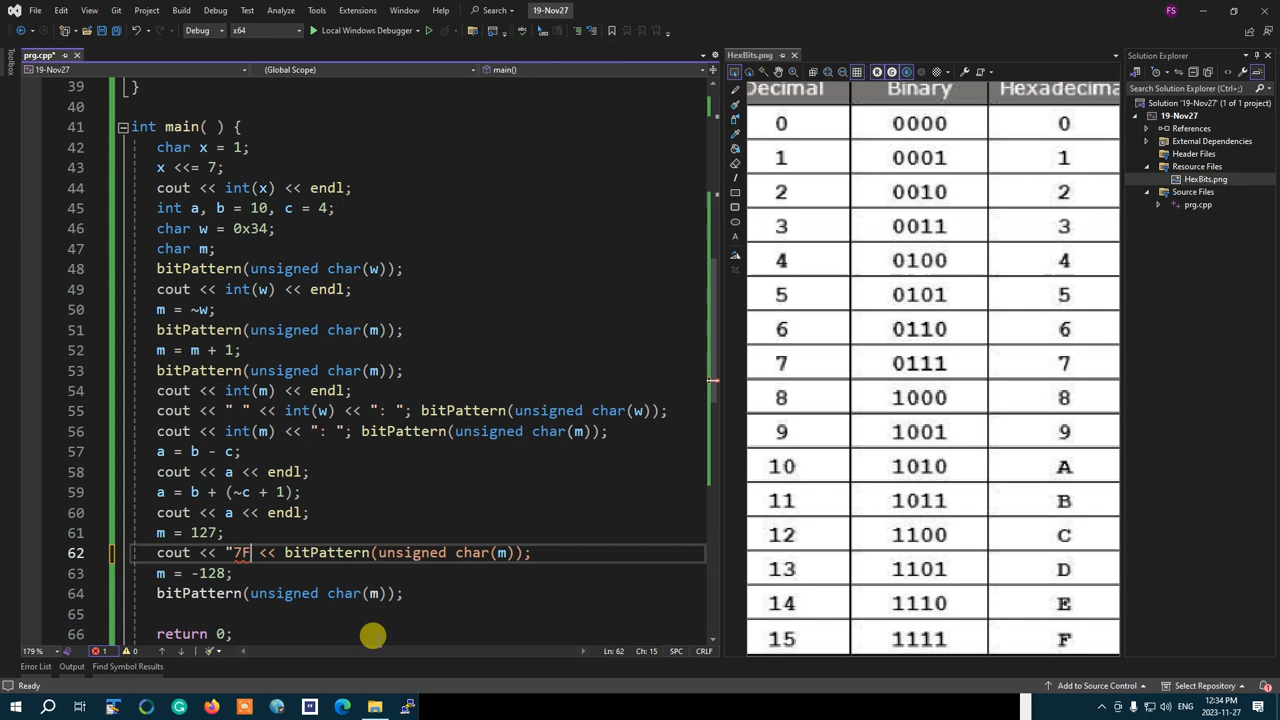 File Edit View Git Project Build Debug Test Analyze Tools Extensions Window Help Search 19-Nov27 FS
Debug x64 Local Windows Debugger
Toolbox
prg.cpp*
19-Nov27 (Global Scope) main()
39 }
40
41 int main( ) {
42 char x = 1;
43 x <<= 7;
44 cout << int(x) << endl;
45 int a, b = 10, c = 4;
46 char w = 0x34;
47 char m;
48 bitPattern(unsigned char(w));
49 cout << int(w) << endl;
50 m = ~w;
51 bitPattern(unsigned char(m));
52 m = m + 1;
53 bitPattern(unsigned char(m));
54 cout << int(m) << endl;
55 cout << " " << int(w) << ": "; bitPattern(unsigned char(w));
56 cout << int(m) << ": "; bitPattern(unsigned char(m));
57 a = b - c;
58 cout << a << endl;
59 a = b + (~c + 1);
60 cout << a << endl;
61 m = 127;
62 cout << "7F << bitPattern(unsigned char(m));
63 m = -128;
64 bitPattern(unsigned char(m));
65
66 return 0;
179 % 1 0 Ln: 62 Ch: 15 SPC CRLF
HexBits.png
R G B
Decimal Binary Hexadecima
0 0000 0
1 0001 1
2 0010 2
3 0011 3
4 0100 4
5 0101 5
6 0110 6
7 0111 7
8 1000 8
9 1001 9
10 1010 A
11 1011 B
12 1100 C
13 1101 D
14 1110 E
15 1111 F
Solution Explorer
Search Solution Explorer (Ctrl+;)
Solution '19-Nov27' (1 of 1 project)
19-Nov27
References
External Dependencies
Header Files
Resource Files
HexBits.png
Source Files
prg.cpp
Error List Output Find Symbol Results
Ready Add to Source Control Select Repository 1
ENG 12:34 PM
2023-11-27